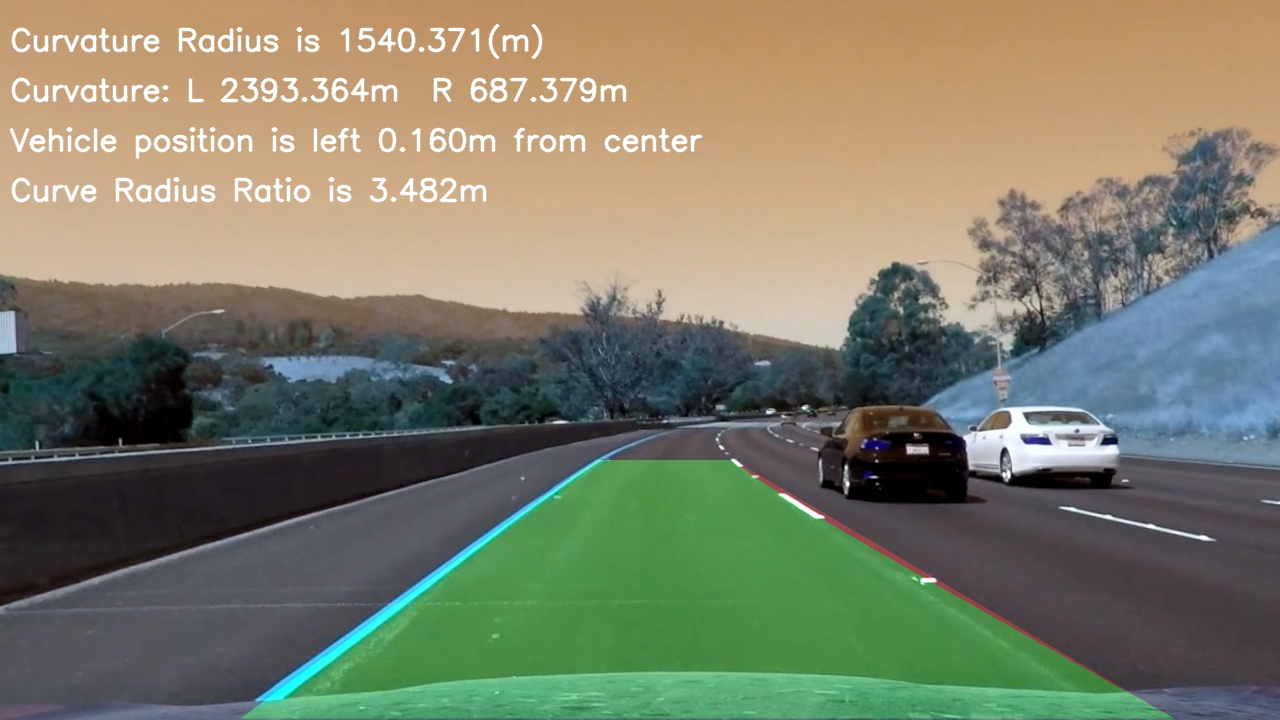 Curvature Radius is 1540.371(m)
Curvature: L 2393.364m R 687.379m
Vehicle position is left 0.160m from center
Curve Radius Ratio is 3.482m